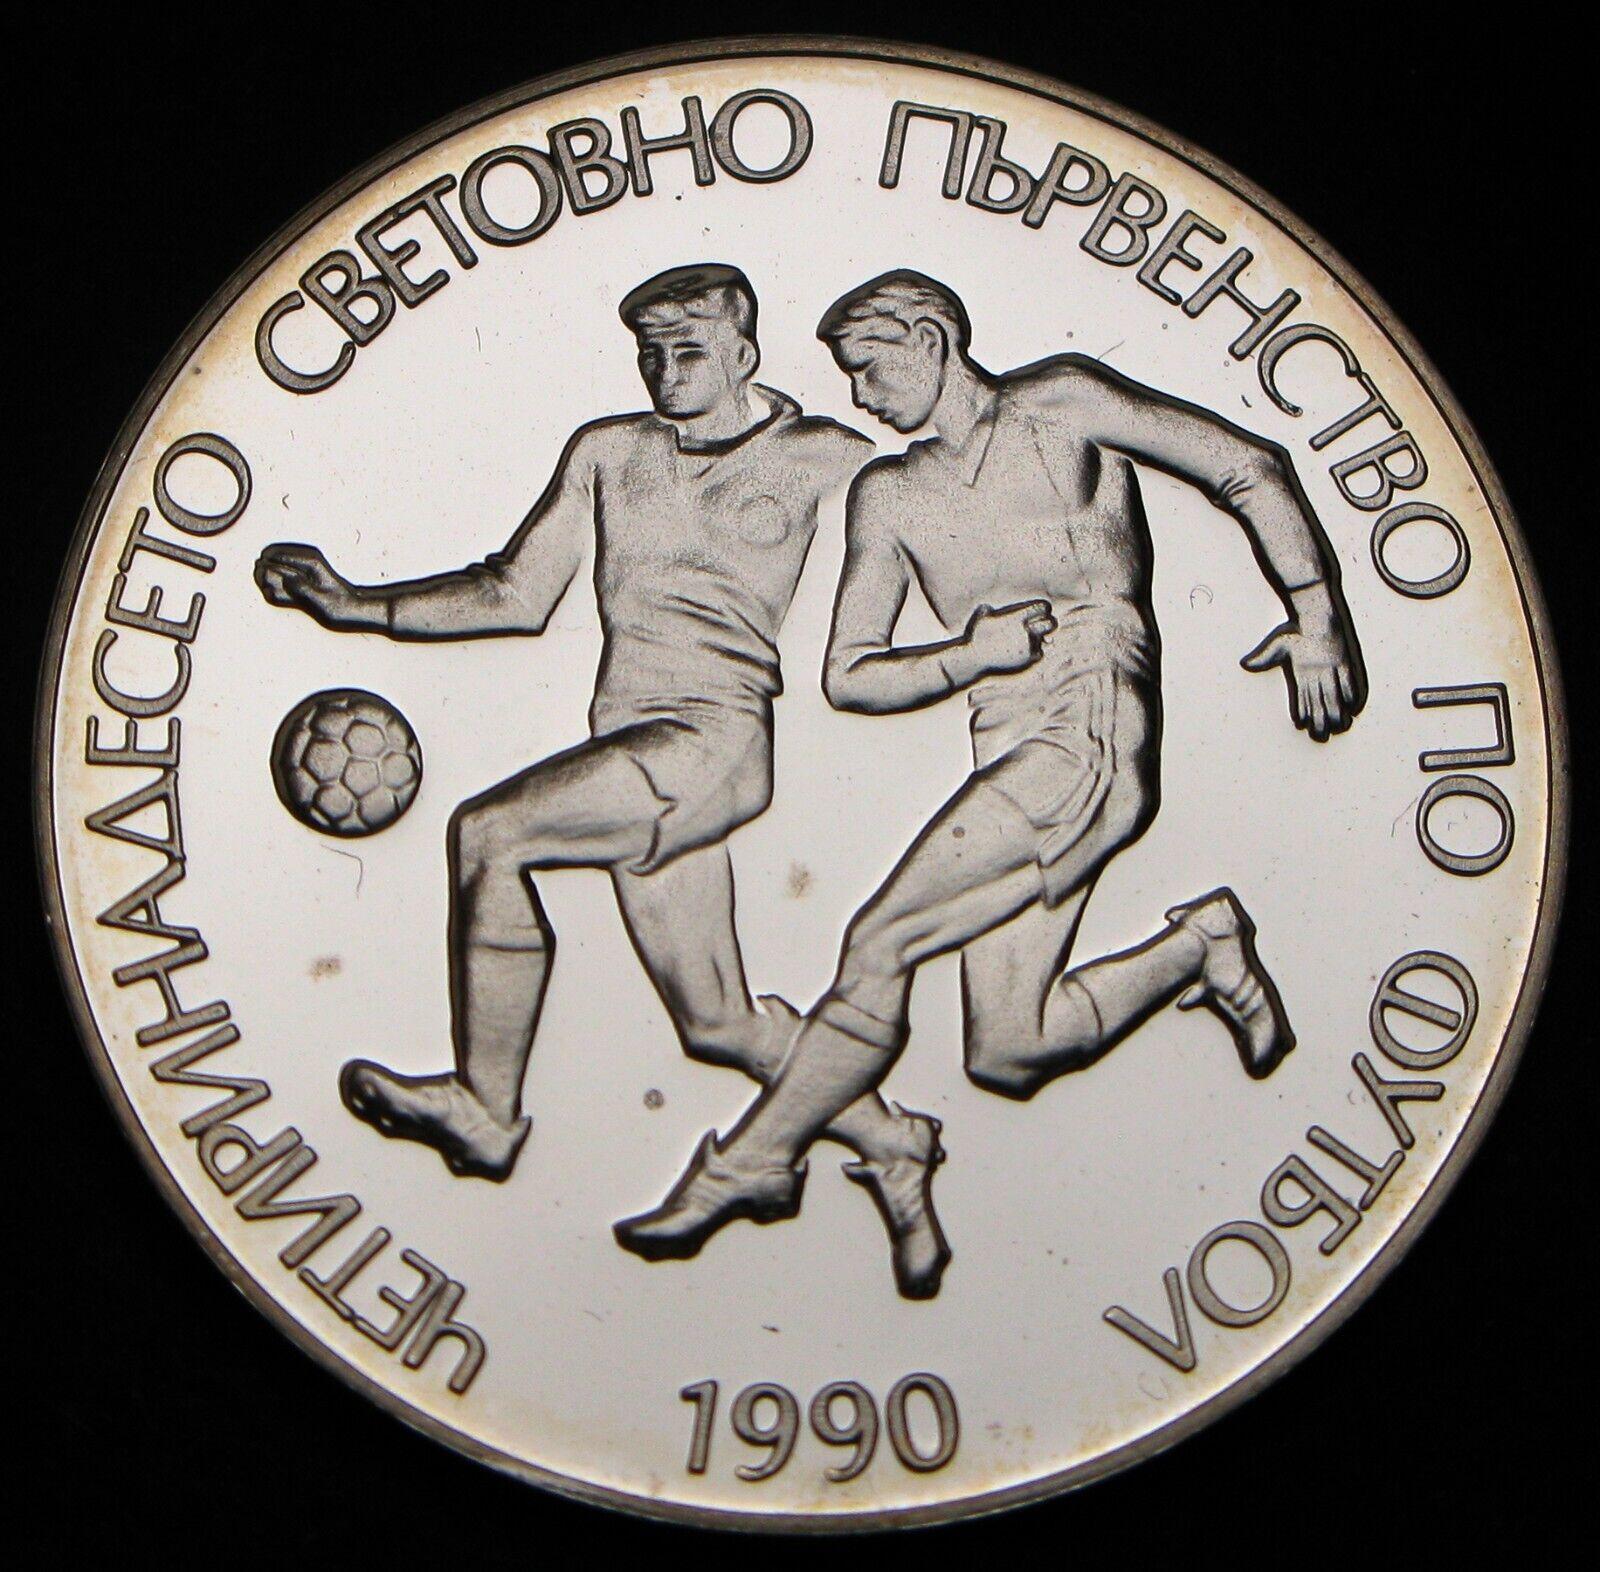 ЧЕТИРИНАДЕСЕТО СВЕТОВНО ПЪРВЕНСТВО ПО ФУТБОЛ
1990